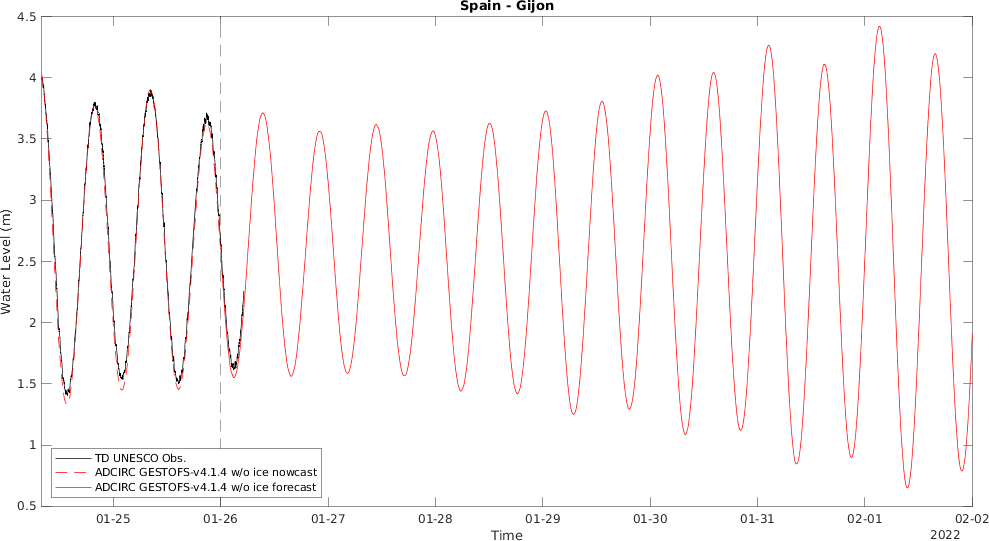 Spain - Gijon
4.5
4
3.5
3
2.5
2
1.5
1
0.5
Water Level (m)
TD UNESCO Obs.
ADCIRC GESTOFS-v4.1.4 w/o ice nowcast
ADCIRC GESTOFS-v4.1.4 w/o ice forecast
01-25 01-26 01-27 01-28 01-29 01-30 01-31 02-01 02-02
Time
2022